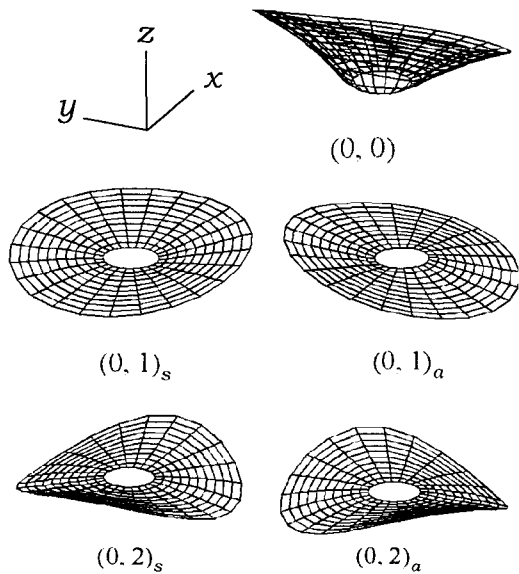 z
x
y
(0, 0)
(0, 1)s
(0, 1)a
(0, 2)s
(0, 2)a